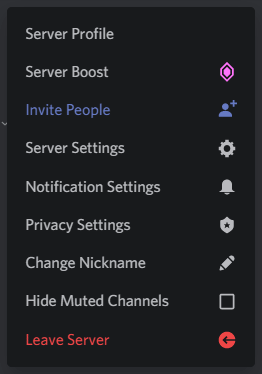 Server Profile
Server Boost
Invite People
Server Settings
Notification Settings
Privacy Settings
Change Nickname
Hide Muted Channels
Leave Server